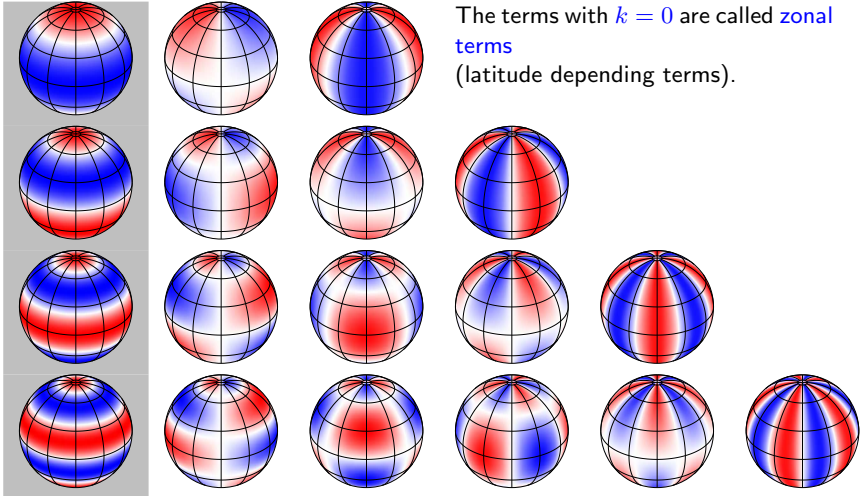 The terms with k = 0 are called zonal
terms
(latitude depending terms).